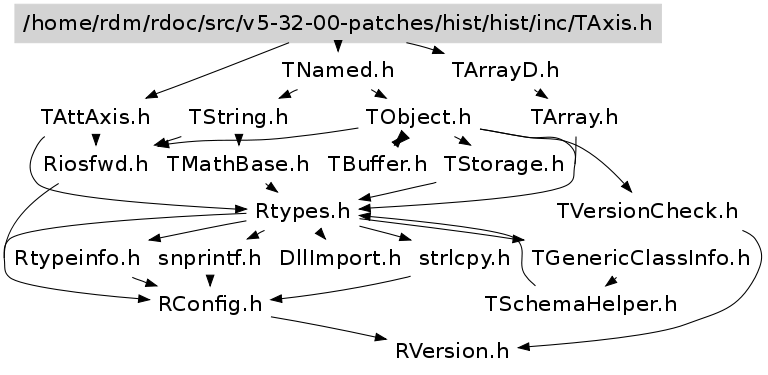 /home/rdm/rdoc/src/v5-32-00-patches/hist/hist/inc/TAxis.h
TNamed.h
TArrayD.h
TAttAxis.h
TString.h
TObject.h
TArray.h
Riosfwd.h
TMathBase.h
TBuffer.h
TStorage.h
Rtypes.h
TVersionCheck.h
Rtypeinfo.h
snprintf.h
DllImport.h
strlcpy.h
TGenericClassInfo.h
RConfig.h
TSchemaHelper.h
RVersion.h